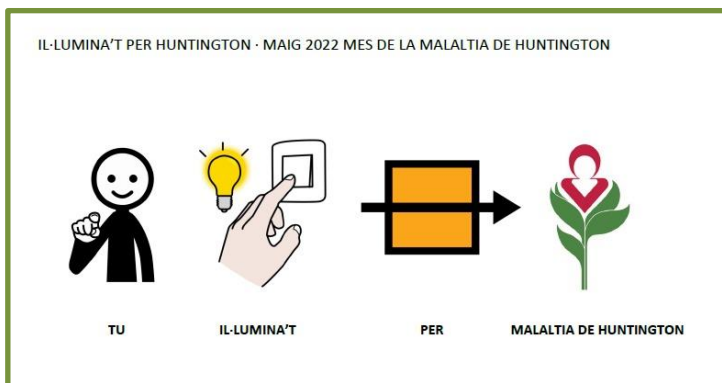 IL·LUMINA’T PER HUNTINGTON · MAIG 2022 MES DE LA MALALTIA DE HUNTINGTON
TU IL·LUMINA’T PER MALALTIA DE HUNTINGTON